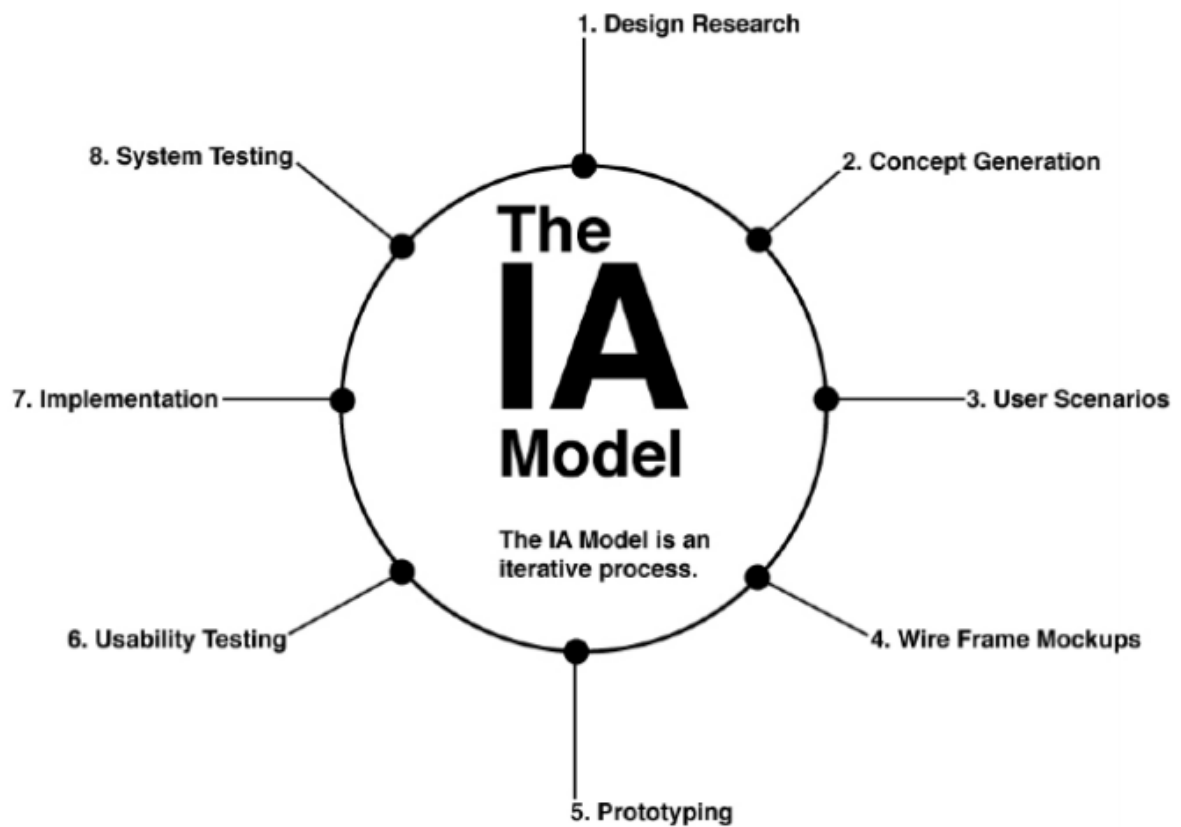 1. Design Research
2. Concept Generation
3. User Scenarios
4. Wire Frame Mockups
5. Prototyping
6. Usability Testing
7. Implementation
8. System Testing
The
IA
Model
The IA Model is an
iterative process.